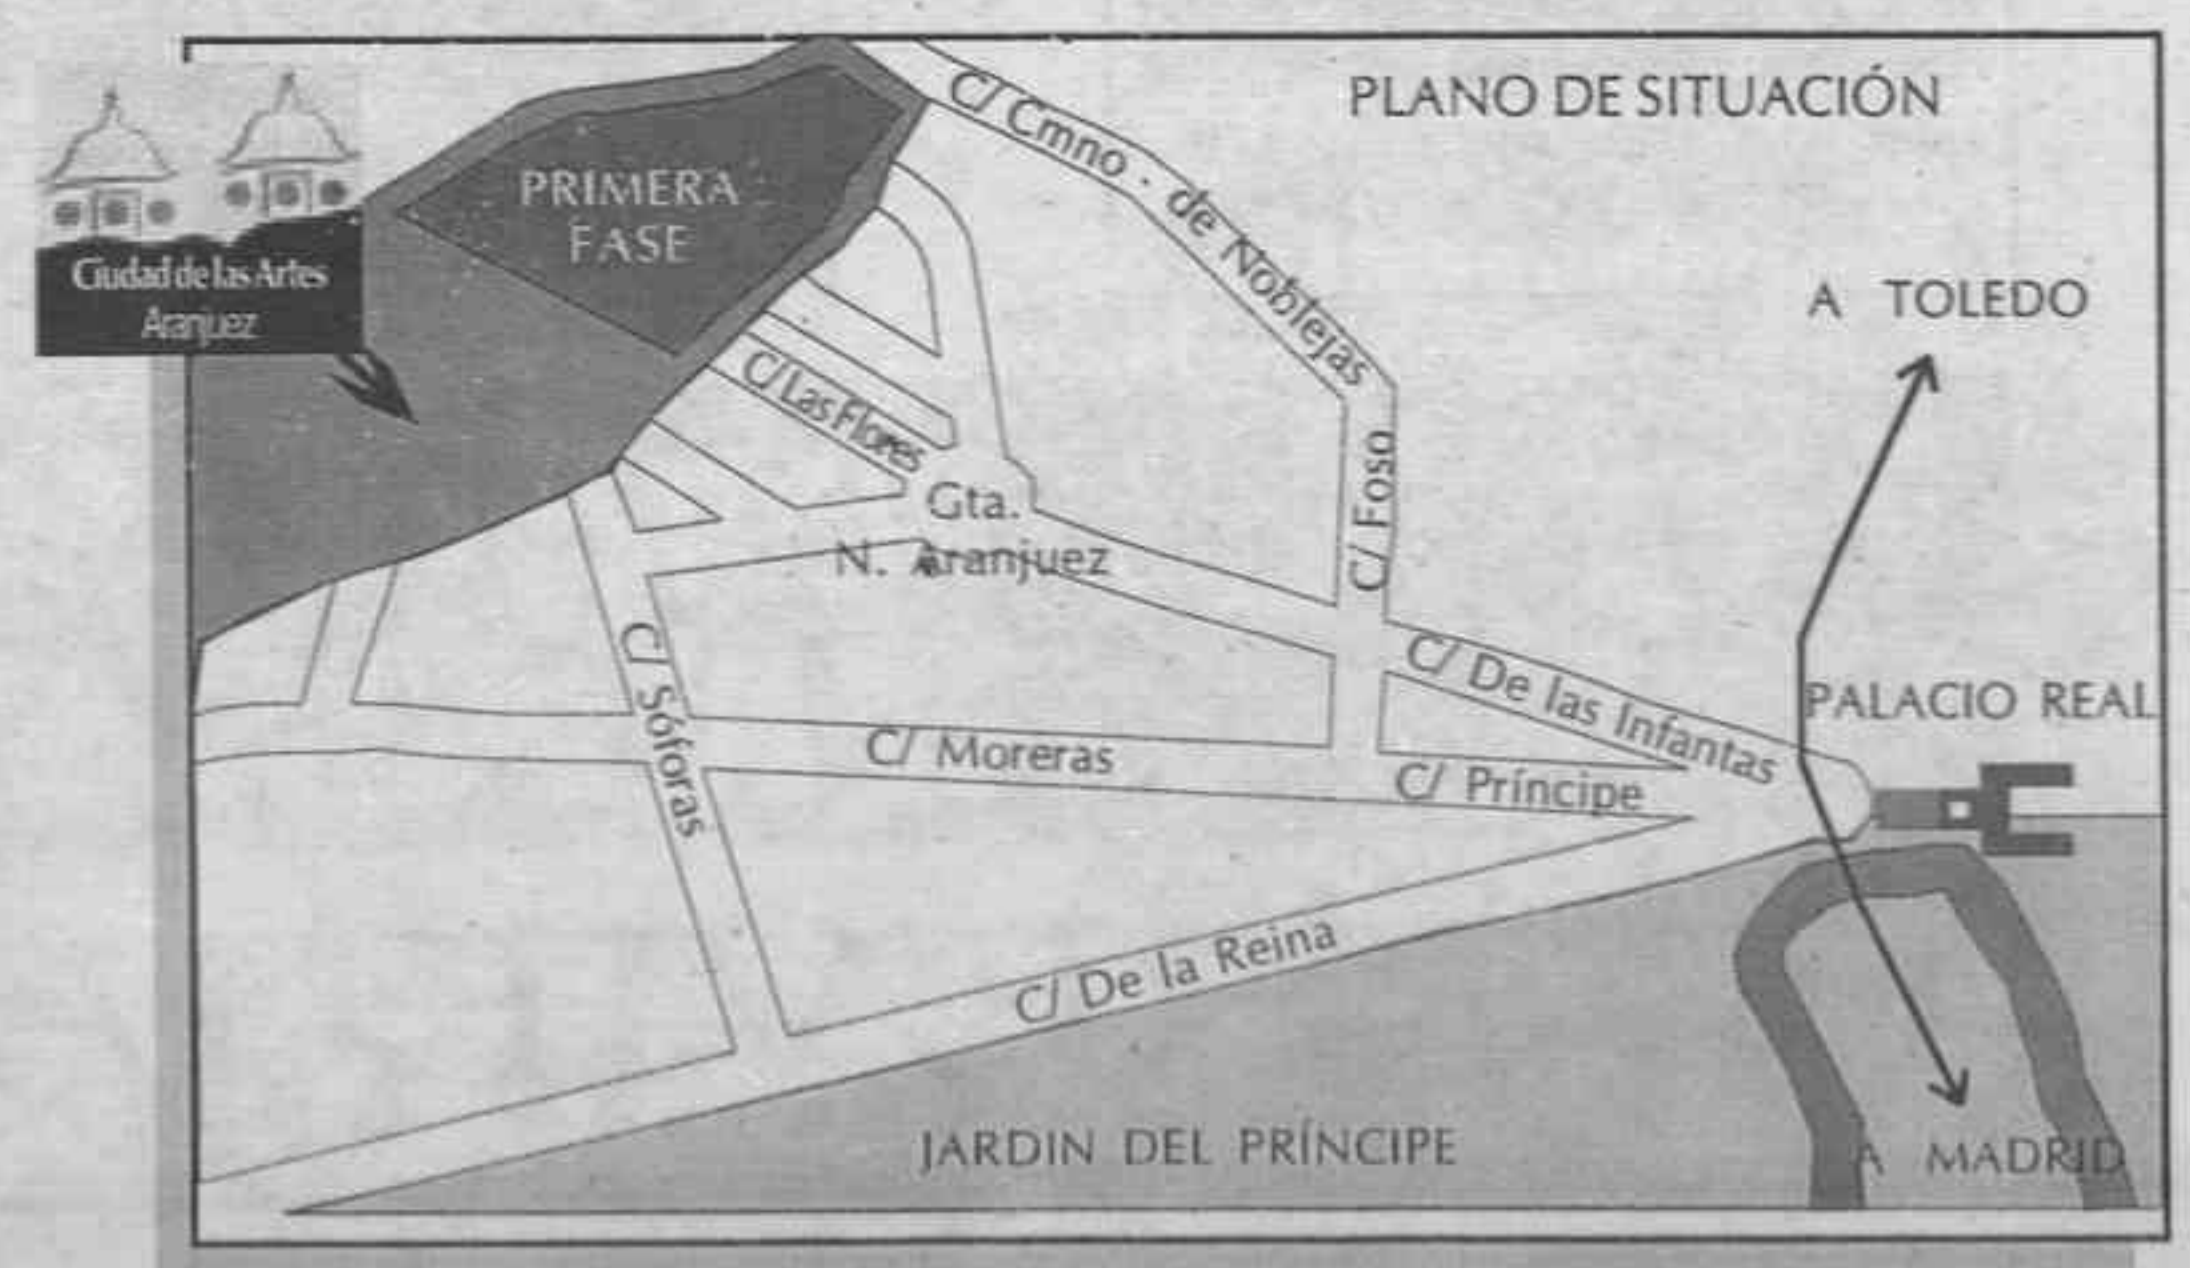 PLANO DE SITUACIÓN
C/ Cmno. de Noblejas
PRIMERA
FASE
Ciudad de las Artes
Aranjuez
A TOLEDO
C/ Las Flores
C/ Foso
Gta.
N. Aranjuez
C/ Sóforas
C/ De las Infantas
PALACIO REAL
C/ Moreras
C/ Príncipe
C/ De la Reina
JARDIN DEL PRÍNCIPE
A MADRID